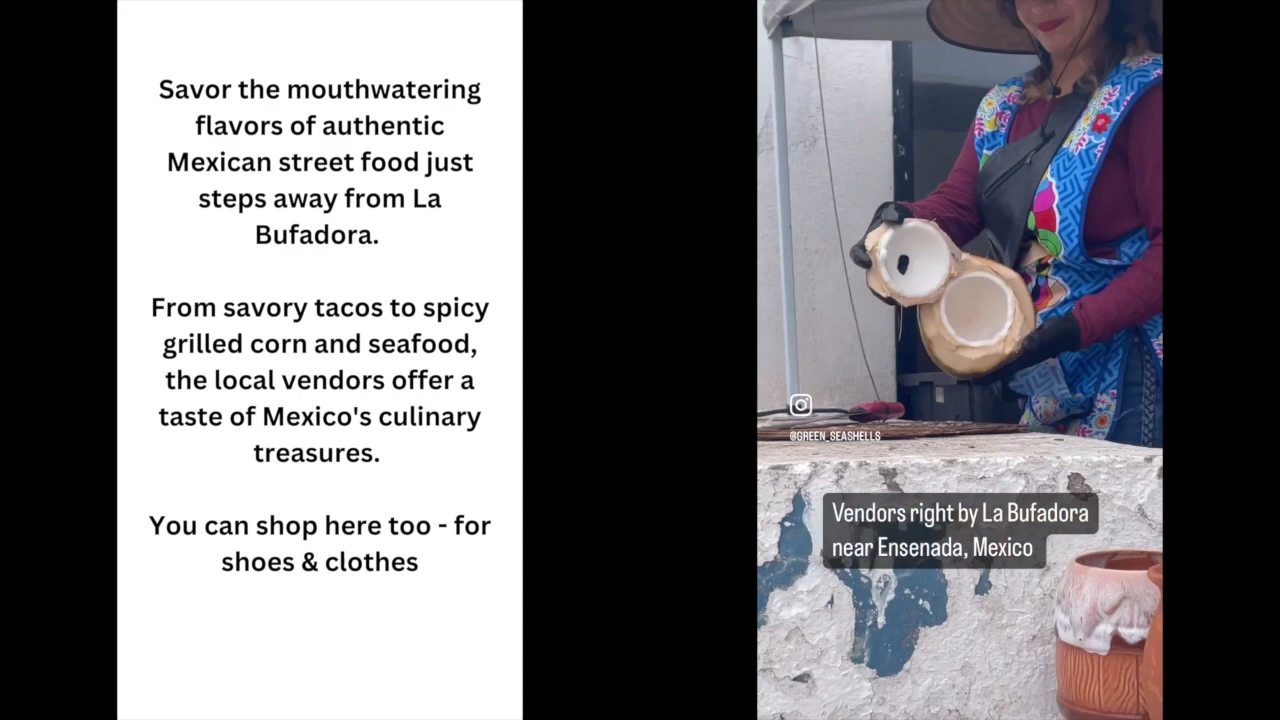 Savor the mouthwatering
flavors of authentic
Mexican street food just
steps away from La
Bufadora.
From savory tacos to spicy
grilled corn and seafood,
the local vendors offer a
taste of Mexico's culinary
treasures.
You can shop here too - for
shoes & clothes
@GREEN_SEASHELLS
Vendors right by La Bufadora
near Ensenada, Mexico